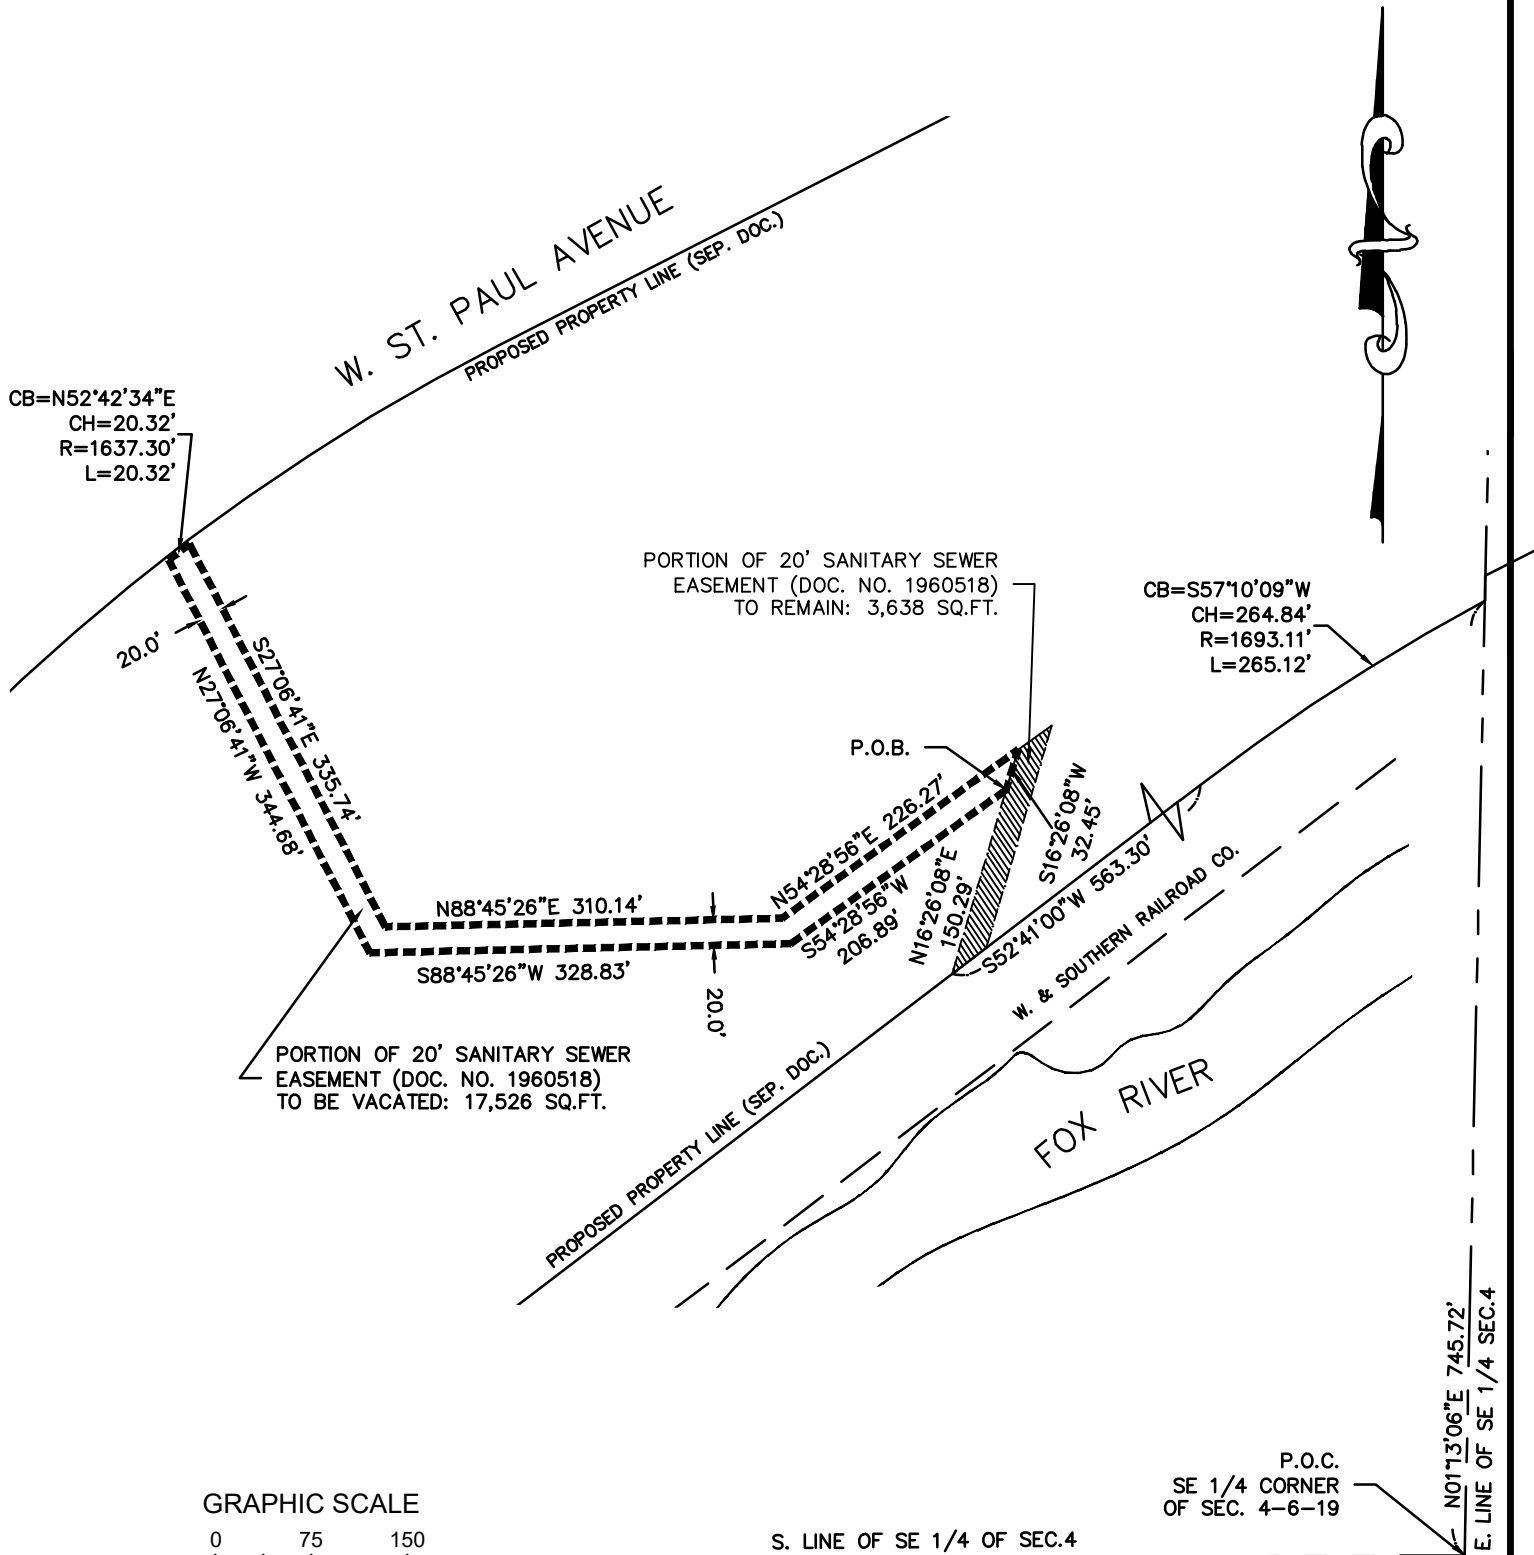 W. ST. PAUL AVENUE
PROPOSED PROPERTY LINE (SEP. DOC.)
CB=N52°42'34"E
CH=20.32'
R=1637.30'
L=20.32'
PORTION OF 20' SANITARY SEWER
EASEMENT (DOC. NO. 1960518)
TO REMAIN: 3,638 SQ.FT.
CB=S57°10'09"W
CH=264.84'
R=1693.11'
L=265.12'
20.0'
S27°06'41"E 335.74'
N27°06'41"W 344.68'
P.O.B.
N54°28'56"E 226.27'
S54°28'56"W
206.89'
N16°26'08"E
150.29'
S16°26'08"W
32.45'
S52°41'00"W 563.30'
N88°45'26"E 310.14'
S88°45'26"W 328.83'
20.0'
W. & SOUTHERN RAILROAD CO.
PORTION OF 20' SANITARY SEWER
EASEMENT (DOC. NO. 1960518)
TO BE VACATED: 17,526 SQ.FT.
PROPOSED PROPERTY LINE (SEP. DOC.)
FOX RIVER
N01°13'06"E 745.72'
E. LINE OF SE 1/4 SEC.4
P.O.C.
SE 1/4 CORNER
OF SEC. 4-6-19
GRAPHIC SCALE
0 75 150
S. LINE OF SE 1/4 OF SEC.4